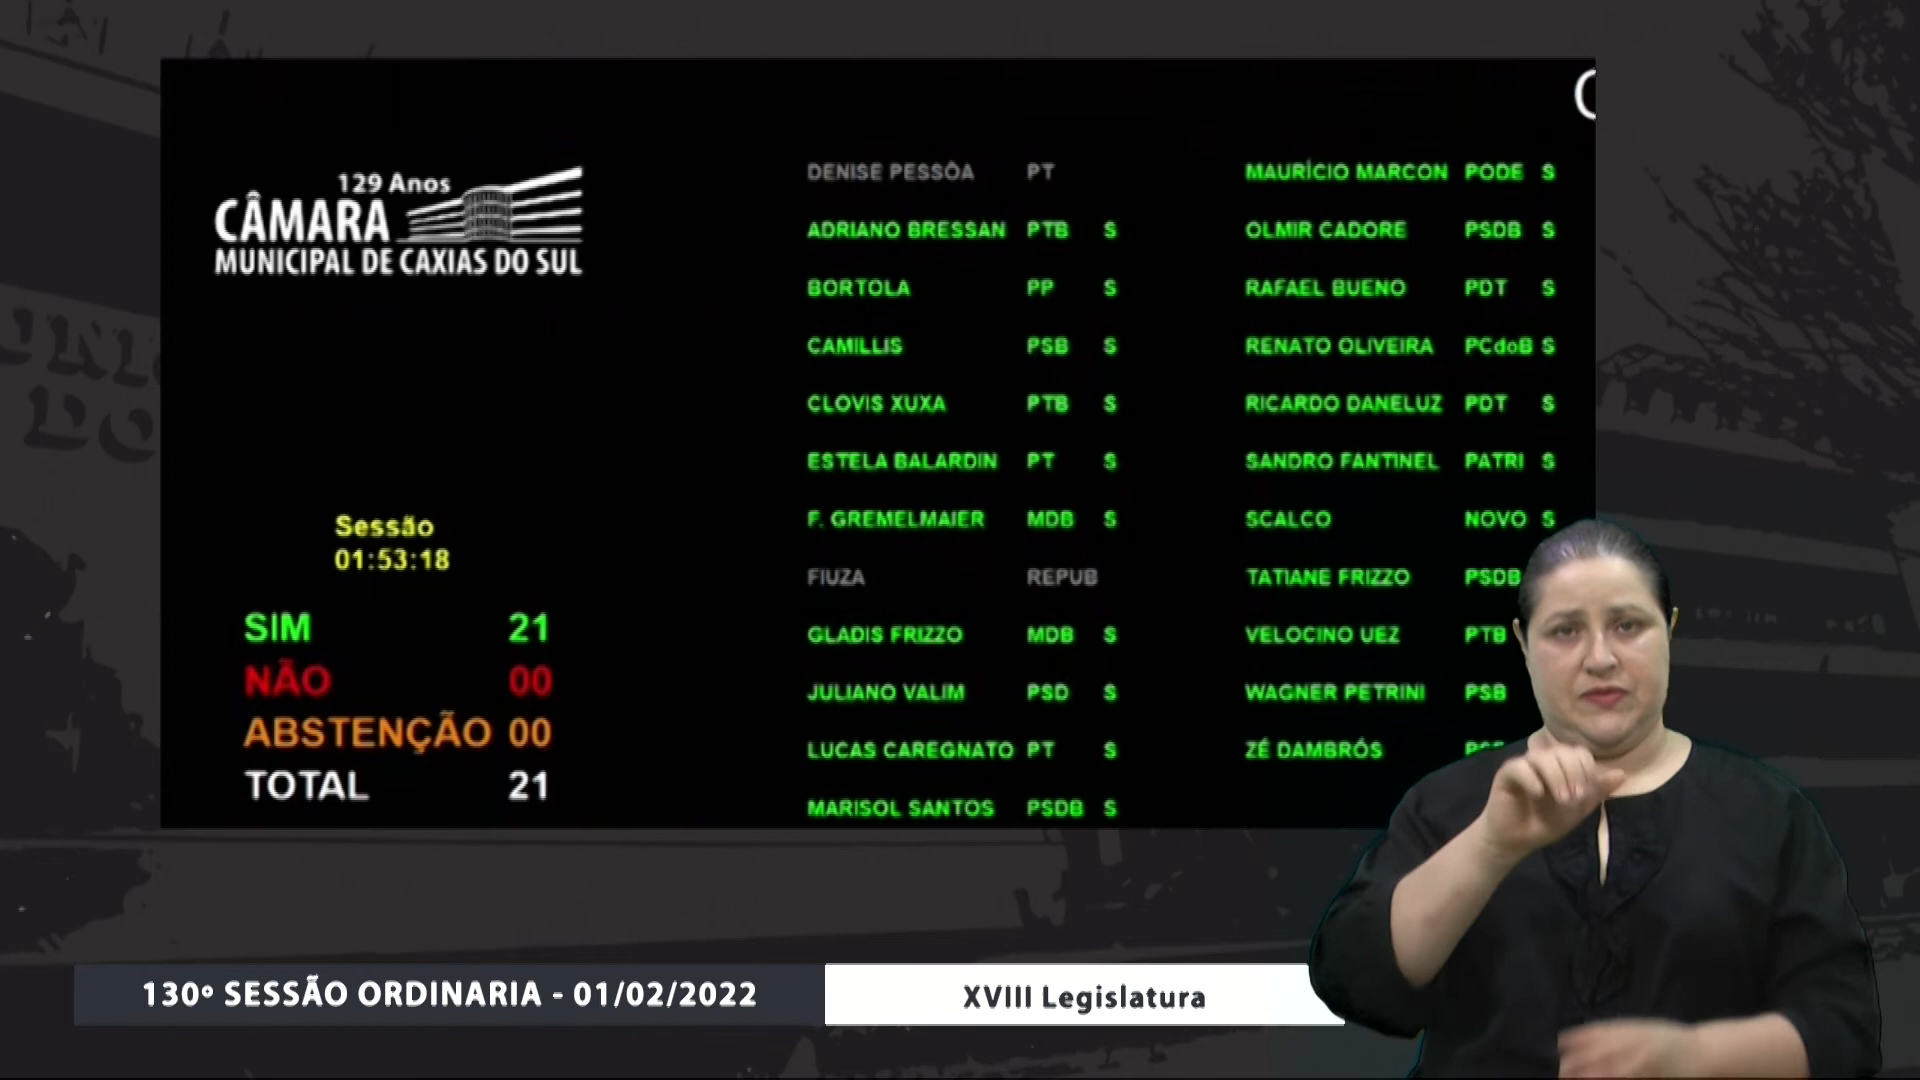 129 Anos
CÂMARA
MUNICIPAL DE CAXIAS DO SUL
Sessão
01:53:18
SIM 21
NÃO 00
ABSTENÇÃO 00
TOTAL 21
DENISE PESSÔA PT
ADRIANO BRESSAN PTB S
BORTOLA PP S
CAMILLIS PSB S
CLOVIS XUXA PTB S
ESTELA BALARDIN PT S
F. GREMELMAIER MDB S
FIUZA REPUB
GLADIS FRIZZO MDB S
JULIANO VALIM PSD S
LUCAS CAREGNATO PT S
MARISOL SANTOS PSDB S
MAURÍCIO MARCON PODE S
OLMIR CADORE PSDB S
RAFAEL BUENO PDT S
RENATO OLIVEIRA PCdoB S
RICARDO DANELUZ PDT S
SANDRO FANTINEL PATRI S
SCALCO NOVO S
TATIANE FRIZZO PSDB
VELOCINO UEZ PTB
WAGNER PETRINI PSB
ZÉ DAMBRÓS
130º SESSÃO ORDINARIA - 01/02/2022
XVIII Legislatura